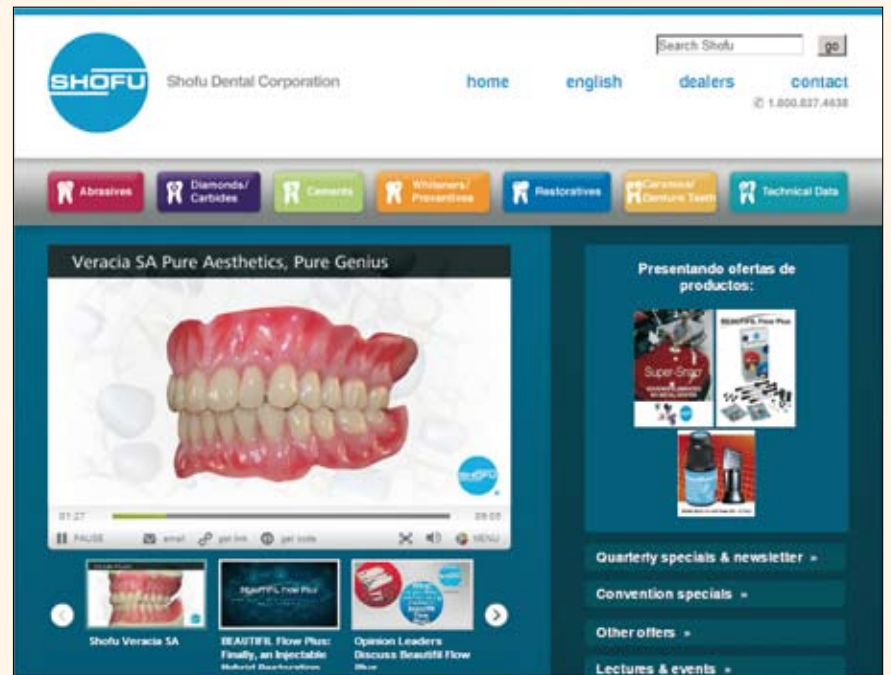 Search Shofu
go
SHOFU
Shofu Dental Corporation
home
english
dealers
contact
1.800.827.4638
Abrasives
Diamonds/
Carbides
Cements
Whiteners/
Preventives
Restoratives
Ceramics/
Denture Teeth
Technical Data
Veracia SA Pure Aesthetics, Pure Genius
SHOFU
01:27
PAUSE
email
get link
get code
MENU
Shofu Veracia SA
BEAUTIFIL Flow Plus:
Finally, an Injectable
Hybrid Restoration
Opinion Leaders
Discuss Beautifil Flow
Plus
Presentando ofertas de
productos:
Super-Snap
BEAUTIFIL Flow Plus
Quarterly specials & newsletter »
Convention specials »
Other offers »
Lectures & events »